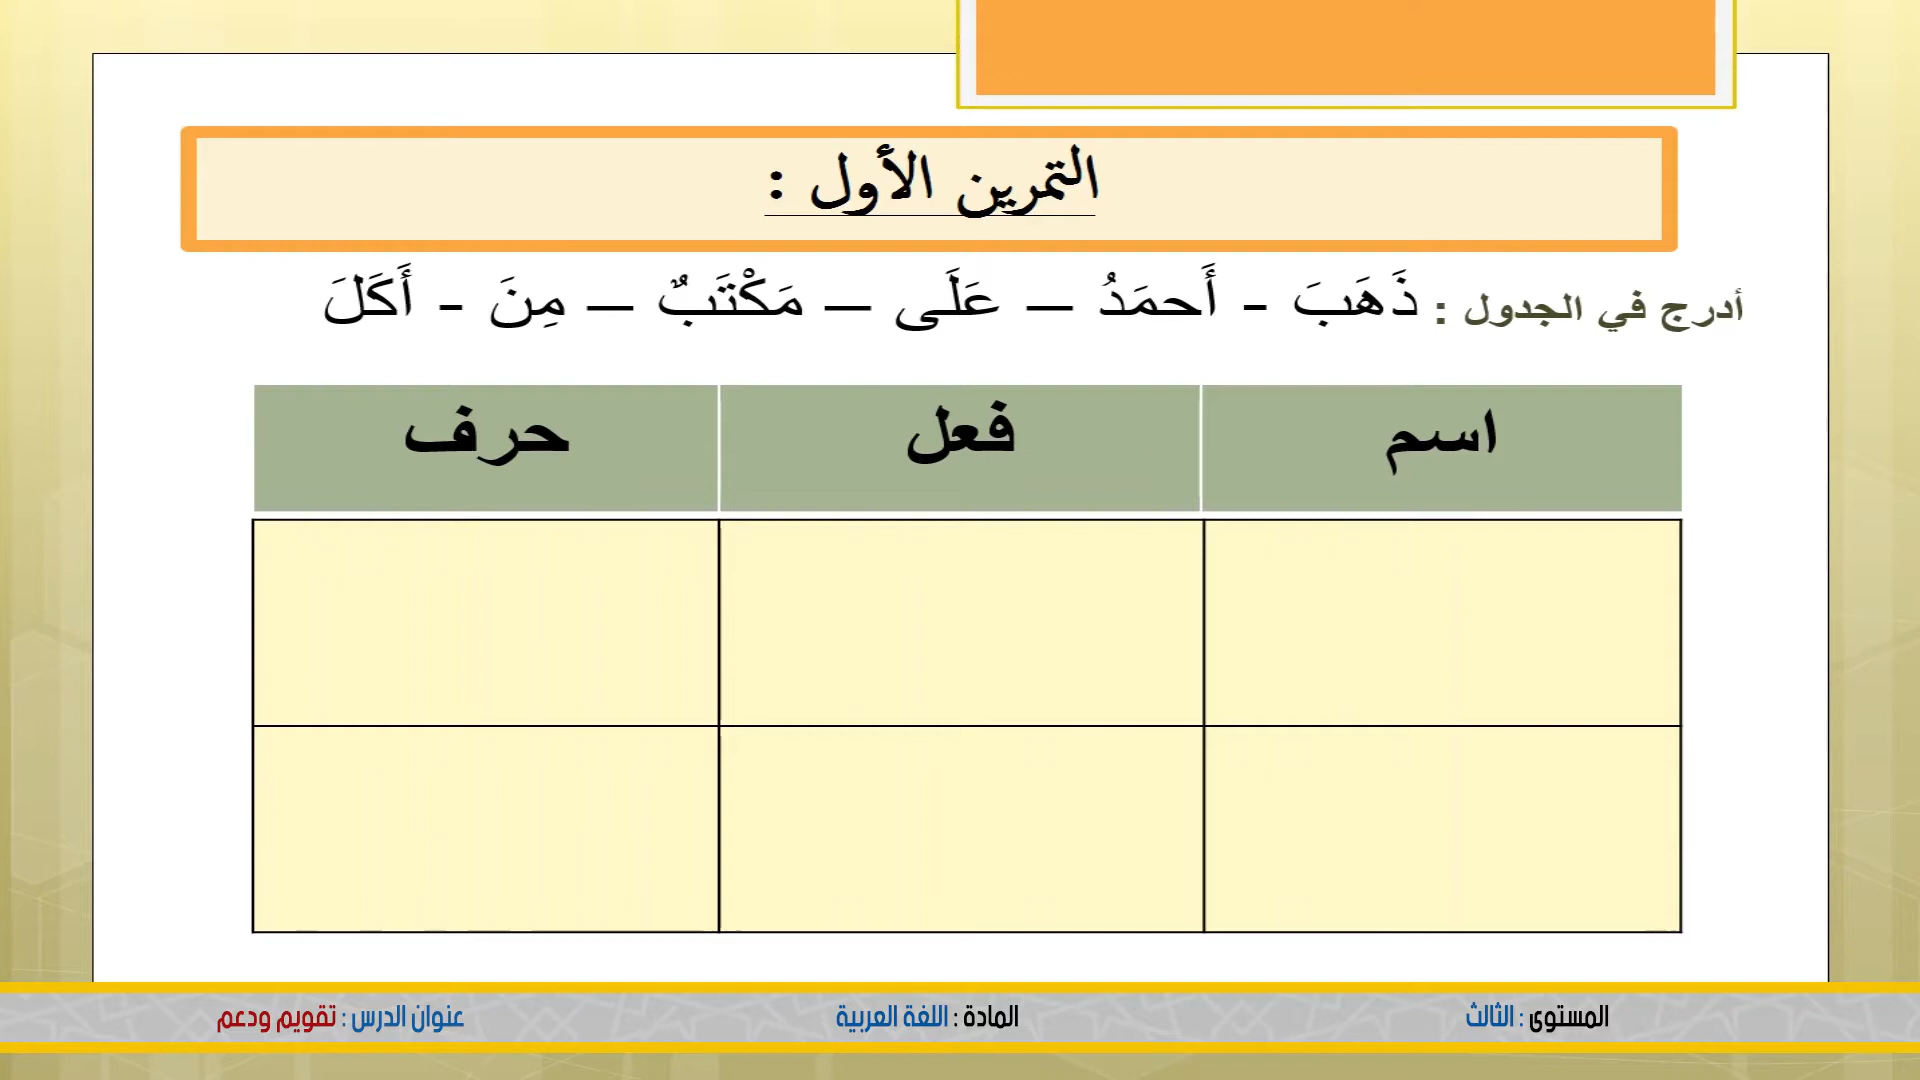 التمرين الأول :
أدرج في الجدول : ذَهَبَ - أَحمَدُ – عَلَى – مَكْتَبٌ – مِنَ - أَكَلَ
اسم فعل حرف
المستوى : الثالث المادة : اللغة العربية عنوان الدرس : تقويم ودعم